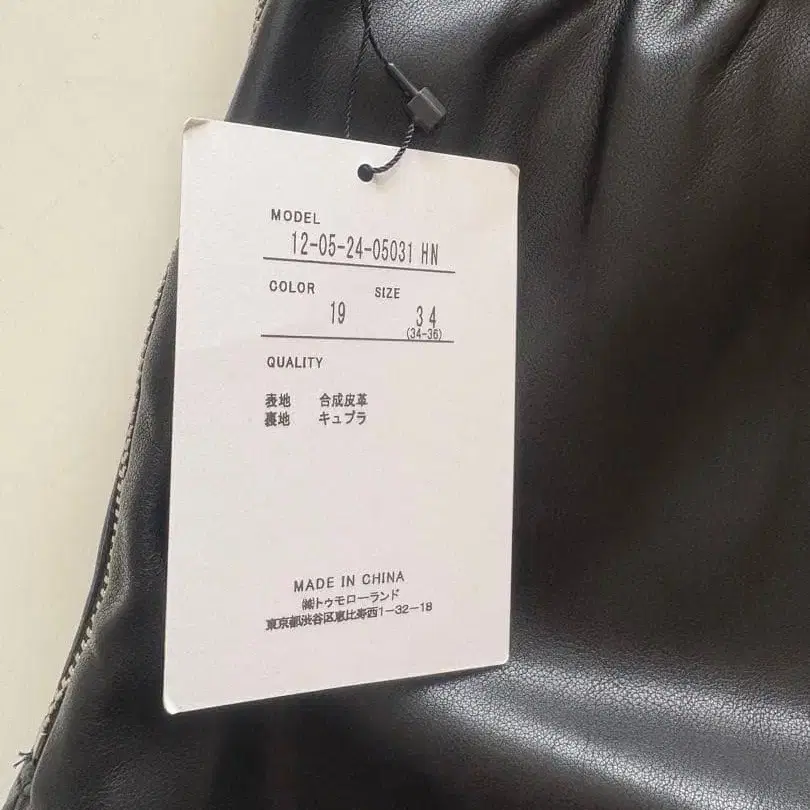 MODEL
12-05-24-05031 HN
COLOR SIZE
19 34
(34-36)
QUALITY
表地 合成皮革
裏地 キュプラ
MADE IN CHINA
㈱トゥモローランド
東京都渋谷区恵比寿西1-32-18